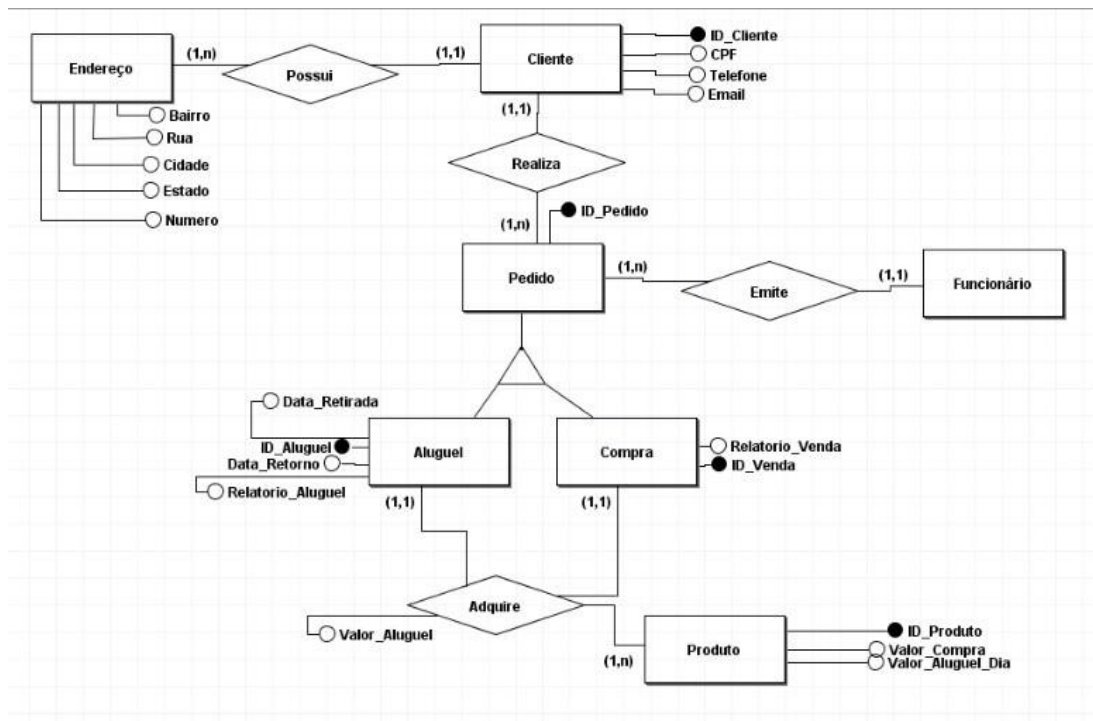 Endereço
(1,n)
Possui
(1,1)
Cliente
ID_Cliente
CPF
Telefone
Email
Bairro
Rua
Cidade
Estado
Numero
(1,1)
Realiza
(1,n)
ID_Pedido
Pedido
(1,n)
Emite
(1,1)
Funcionário
Data_Retirada
ID_Aluguel
Data_Retorno
Relatorio_Aluguel
Aluguel
Compra
Relatorio_Venda
ID_Venda
(1,1)
(1,1)
Adquire
Valor_Aluguel
(1,n)
Produto
ID_Produto
Valor_Compra
Valor_Aluguel_Dia